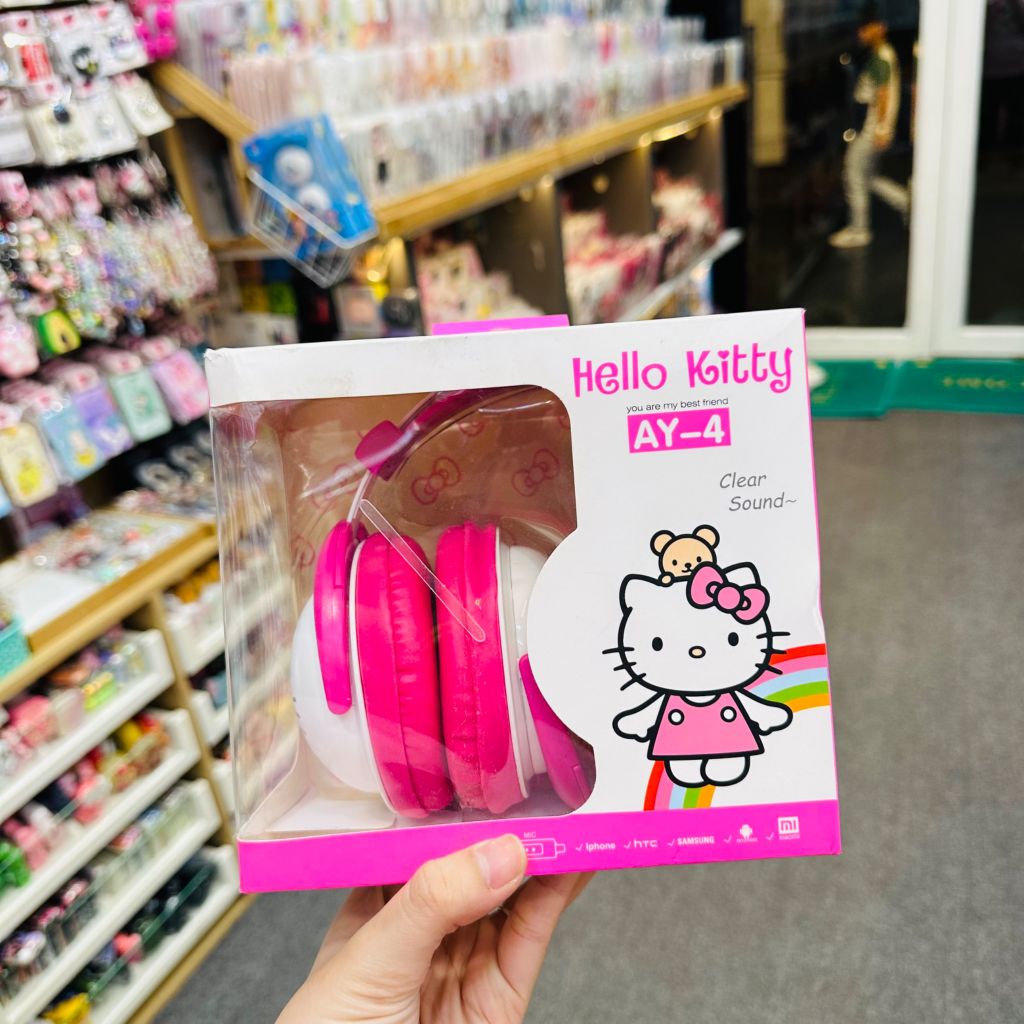 Hello Kitty
you are my best friend
AY-4
Clear
Sound~
MIC
iphone
hTC
SAMSUNG
mi